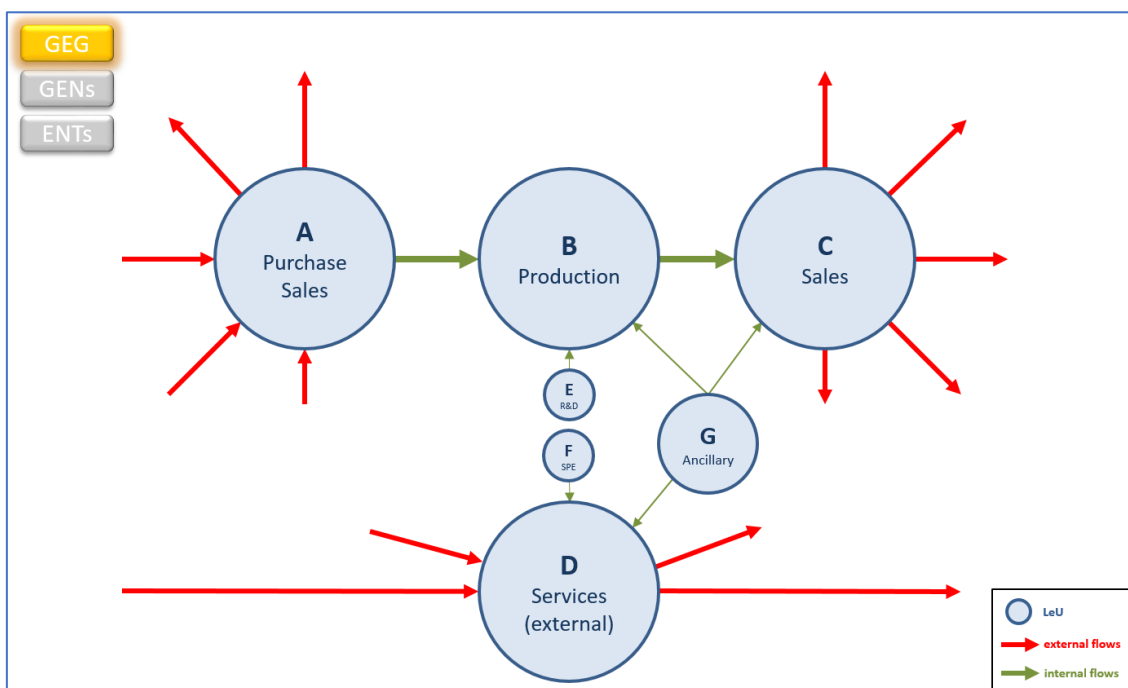 GEG
GENs
ENTs
A
Purchase
Sales
B
Production
C
Sales
E
R&D
F
SPE
G
Ancillary
D
Services
(external)
LeU
external flows
internal flows